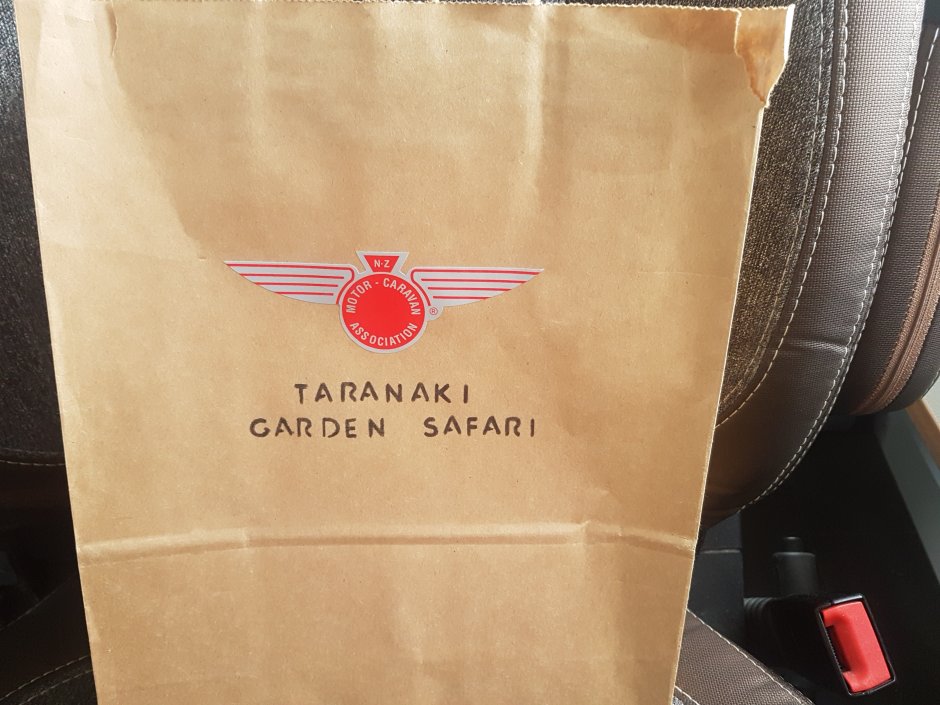 N·Z
MOTOR - CARAVAN
ASSOCIATION
®
TARANAKI
GARDEN SAFARI